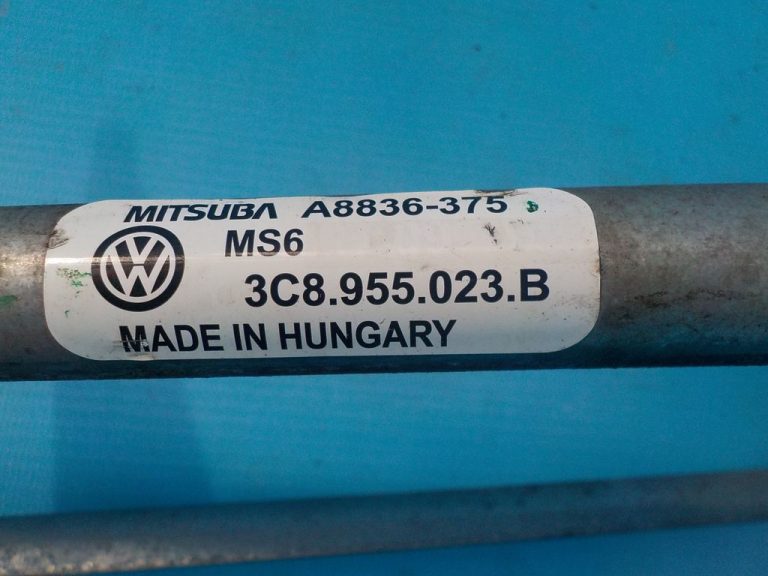 MITSUBA A8836-375
MS6
3C8.955.023.B
MADE IN HUNGARY